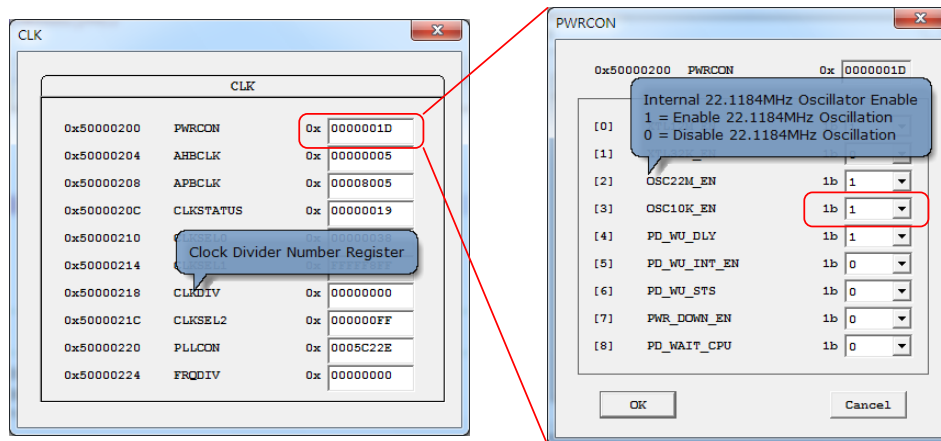 CLK
CLK
0x50000200 PWRCON 0x 0000001D
0x50000204 AHBCLK 0x 00000005
0x50000208 APBCLK 0x 00008005
0x5000020C CLKSTATUS 0x 00000019
0x50000210
Clock Divider Number Register
0x50000214
0x50000218 CLKDIV 0x 00000000
0x5000021C CLKSEL2 0x 000000FF
0x50000220 PLLCON 0x 0005C22E
0x50000224 FRQDIV 0x 00000000
PWRCON
0x50000200 PWRCON 0x 0000001D
Internal 22.1184MHz Oscillator Enable
1 = Enable 22.1184MHz Oscillation
0 = Disable 22.1184MHz Oscillation
[0]
[1] 1b
[2] OSC22M_EN 1b 1
[3] OSC10K_EN 1b 1
[4] PD_WU_DLY 1b 1
[5] PD_WU_INT_EN 1b 0
[6] PD_WU_STS 1b 0
[7] PWR_DOWN_EN 1b 0
[8] PD_WAIT_CPU 1b 0
OK Cancel